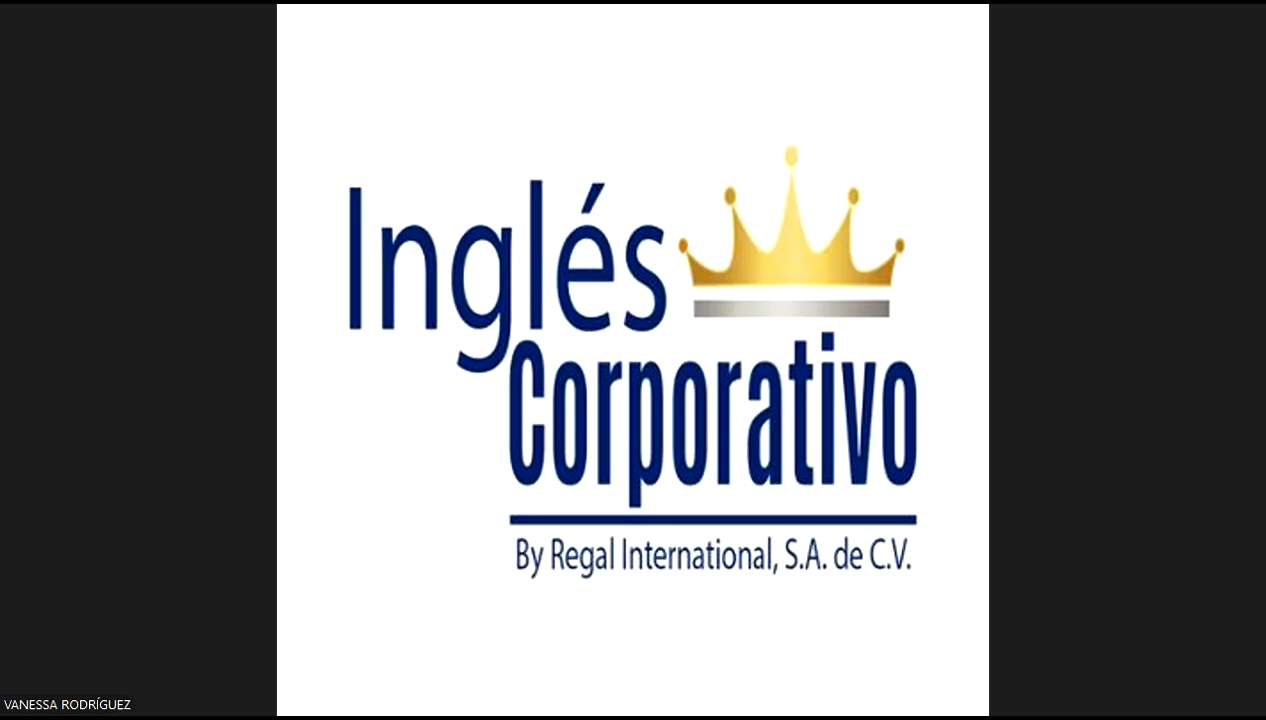 Inglés
Corporativo
By Regal International, S.A. de C.V.
VANESSA RODRÍGUEZ